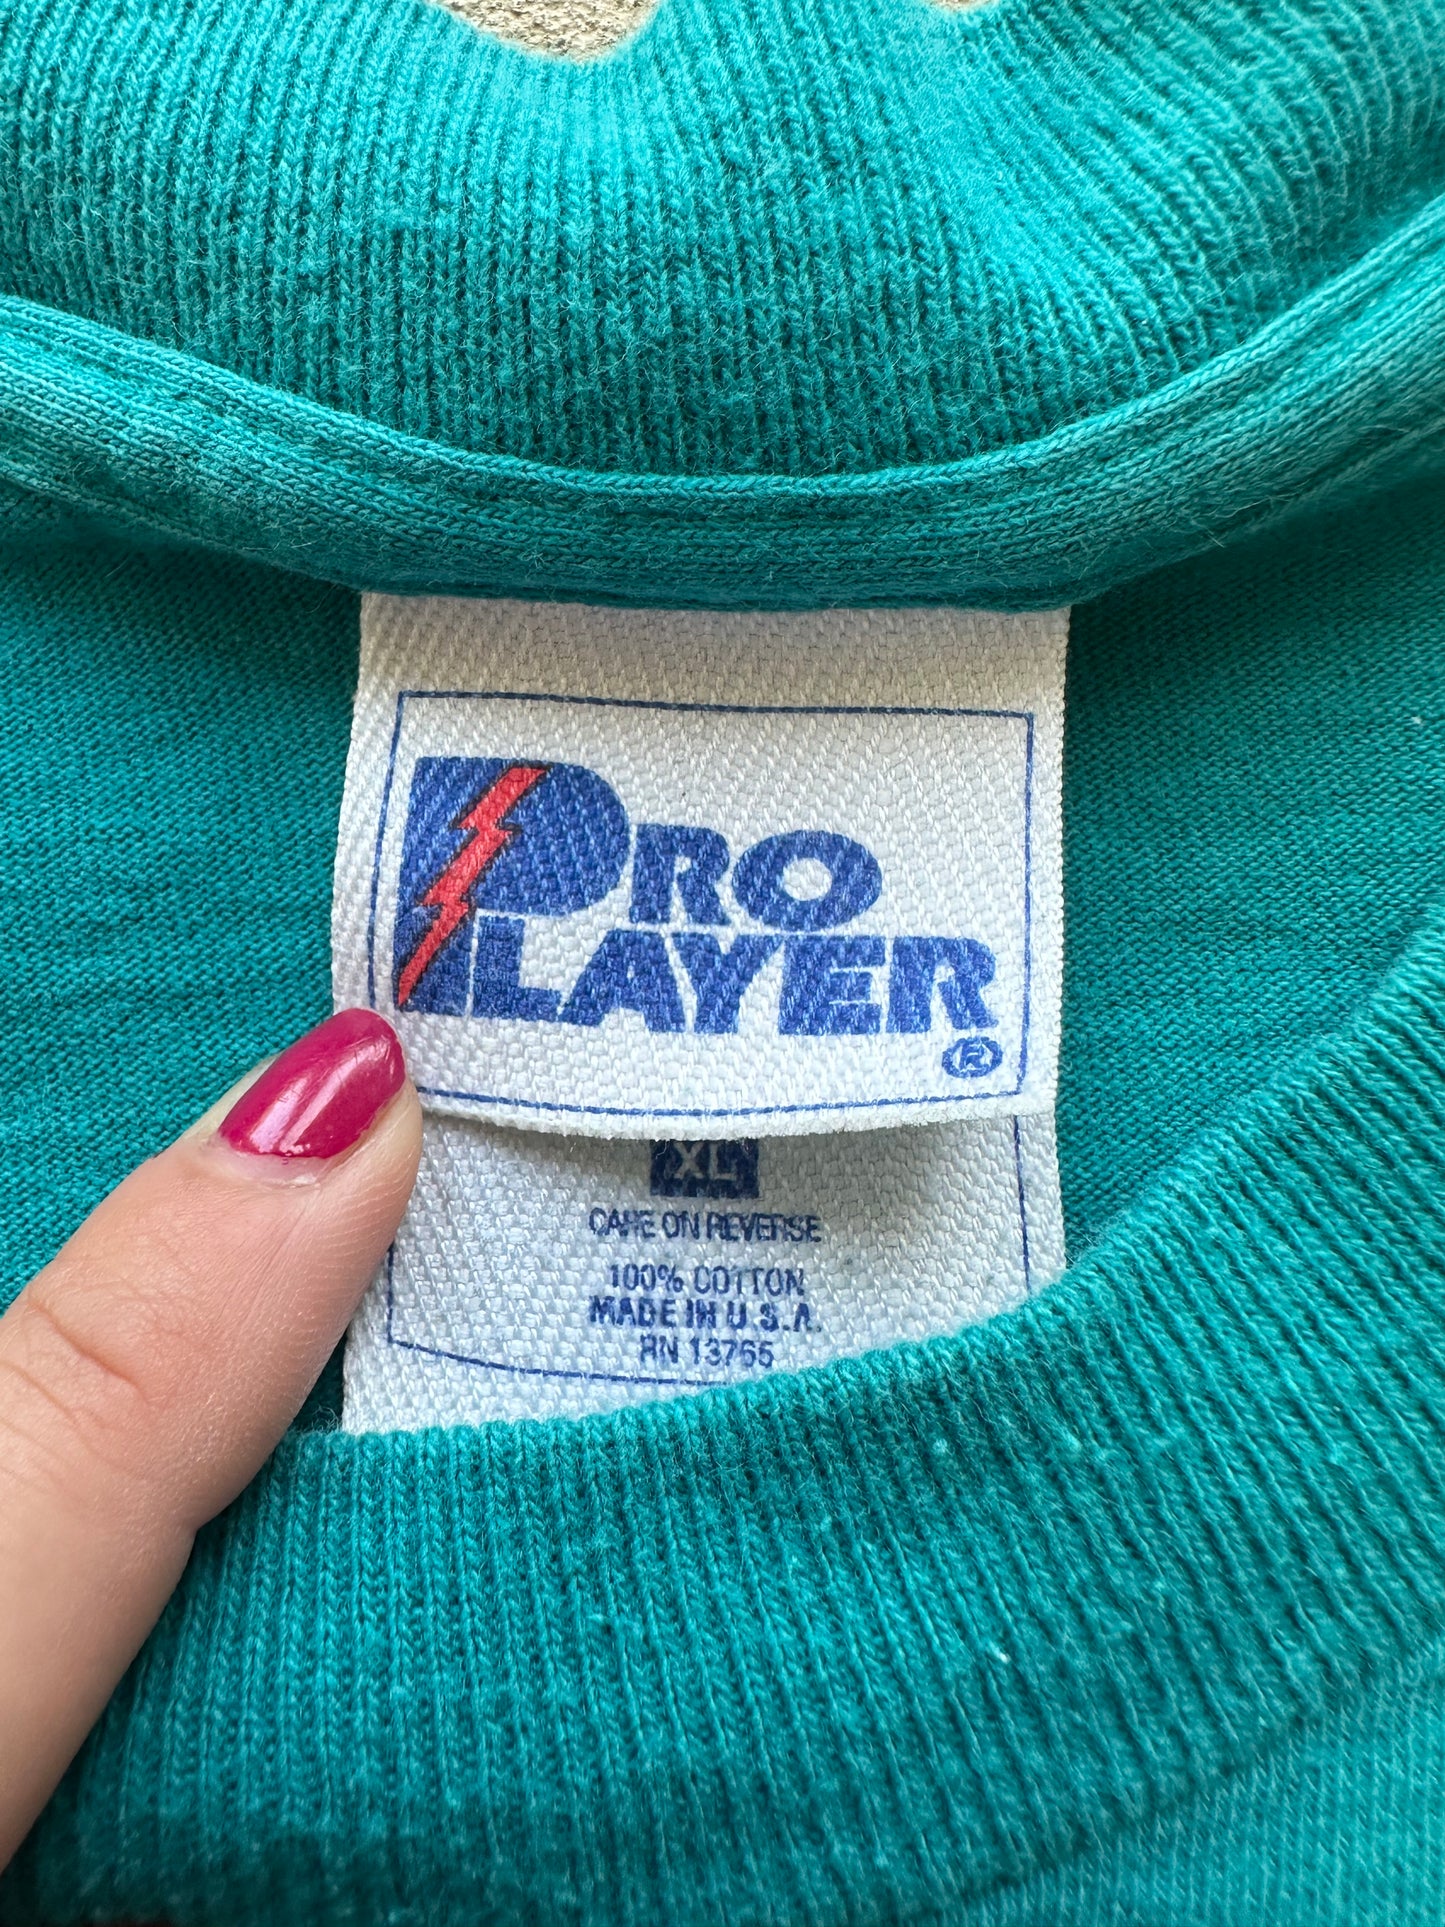 PRO
PLAYER
®
XL
CARE ON REVERSE
100% COTTON
MADE IN U.S.A.
RN 13765